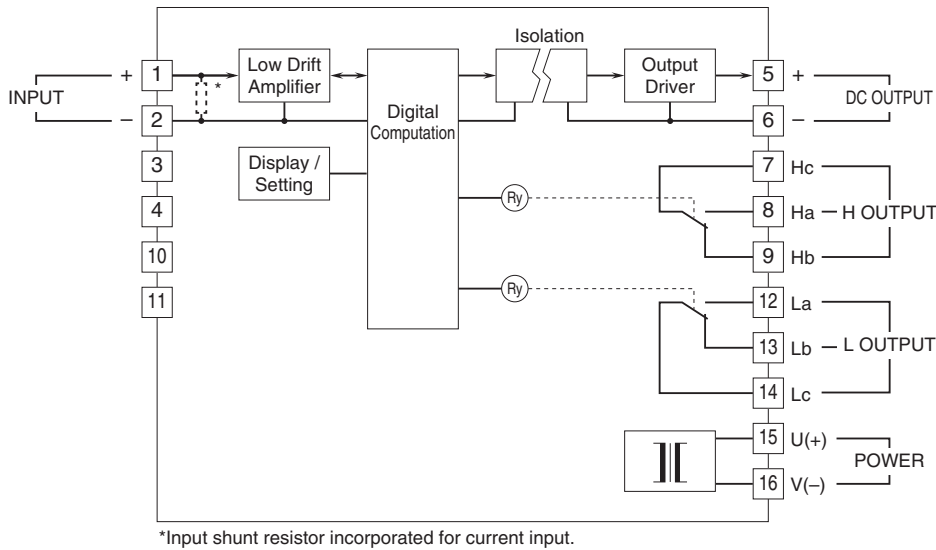 Isolation
INPUT
+
1
*
Low Drift
Amplifier
Digital
Computation
Output
Driver
5
+
DC OUTPUT
−
2
6
−
3
Display /
Setting
7
Hc
4
Ry
8
Ha
H OUTPUT
10
9
Hb
11
Ry
12
La
13
Lb
L OUTPUT
14
Lc
15
U(+)
POWER
16
V(−)
*Input shunt resistor incorporated for current input.